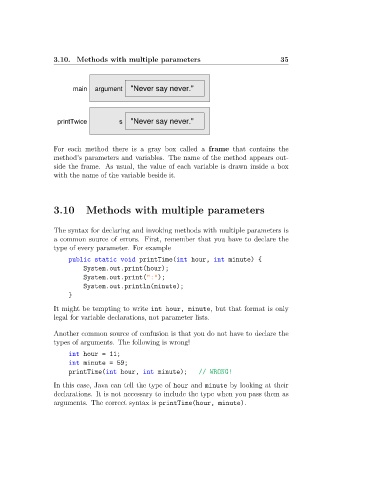 3.10. Methods with multiple parameters 35
main argument "Never say never."
printTwice s "Never say never."
For each method there is a gray box called a frame that contains the
method's parameters and variables. The name of the method appears out-
side the frame. As usual, the value of each variable is drawn inside a box
with the name of the variable beside it.
3.10 Methods with multiple parameters
The syntax for declaring and invoking methods with multiple parameters is
a common source of errors. First, remember that you have to declare the
type of every parameter. For example
public static void printTime(int hour, int minute) {
System.out.print(hour);
System.out.print(":");
System.out.println(minute);
}
It might be tempting to write int hour, minute, but that format is only
legal for variable declarations, not parameter lists.
Another common source of confusion is that you do not have to declare the
types of arguments. The following is wrong!
int hour = 11;
int minute = 59;
printTime(int hour, int minute); // WRONG!
In this case, Java can tell the type of hour and minute by looking at their
declarations. It is not necessary to include the type when you pass them as
arguments. The correct syntax is printTime(hour, minute).